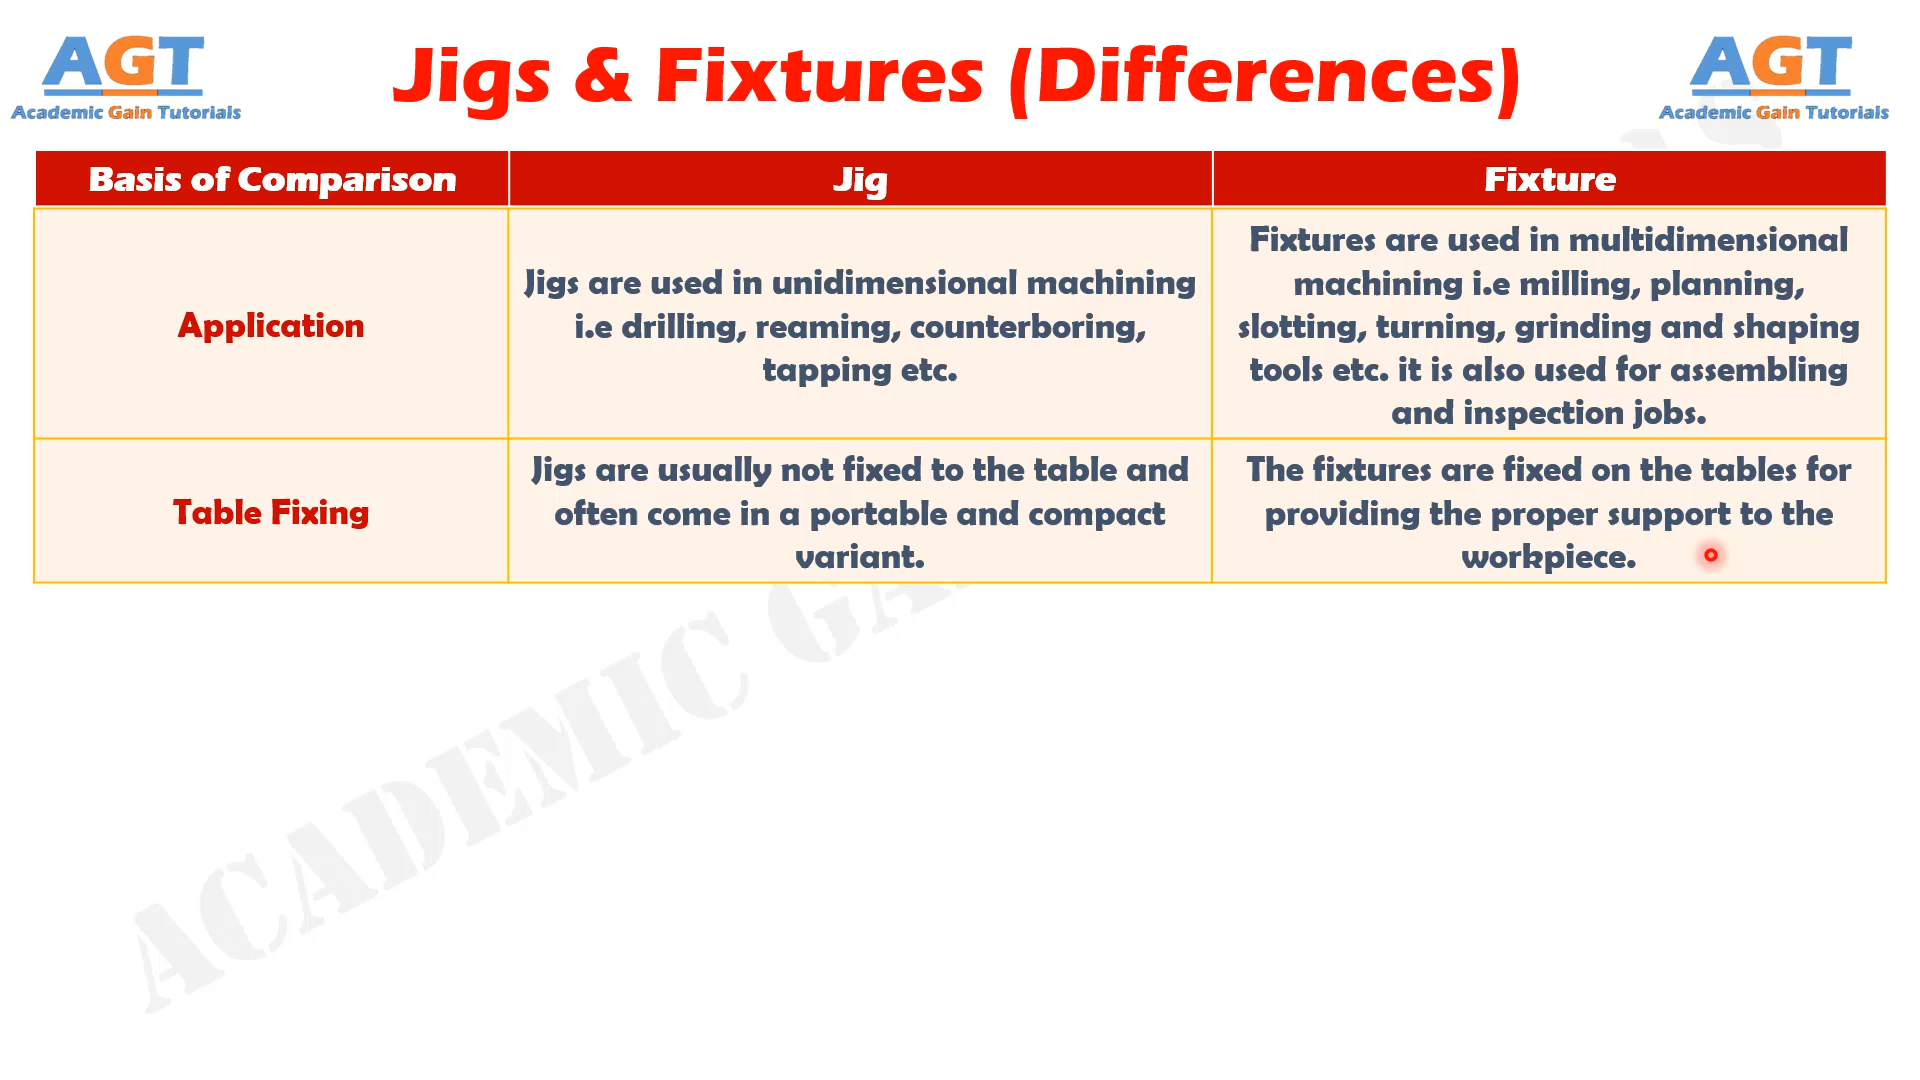 AGT
Academic Gain Tutorials
Jigs & Fixtures (Differences)
AGT
Academic Gain Tutorials
Basis of Comparison
Jig
Fixture
Application
Jigs are used in unidimensional machining
i.e drilling, reaming, counterboring,
tapping etc.
Fixtures are used in multidimensional
machining i.e milling, planning,
slotting, turning, grinding and shaping
tools etc. it is also used for assembling
and inspection jobs.
Table Fixing
Jigs are usually not fixed to the table and
often come in a portable and compact
variant.
The fixtures are fixed on the tables for
providing the proper support to the
workpiece.
ACADEMIC